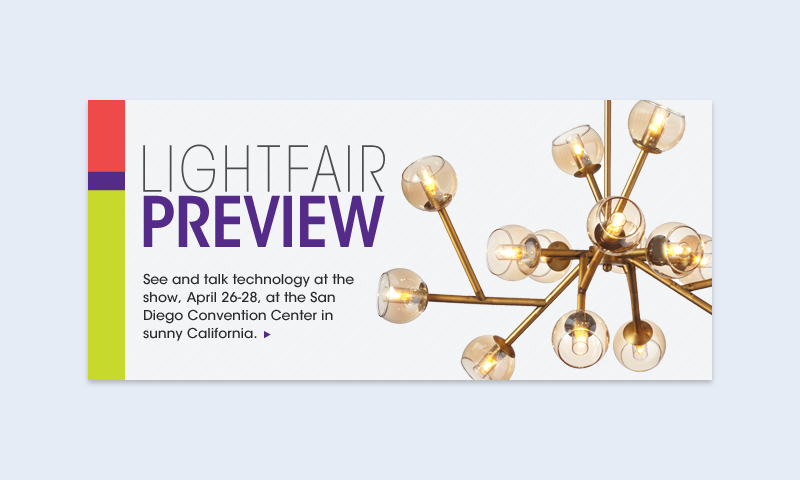 LIGHTFAIR
PREVIEW
See and talk technology at the
show, April 26-28, at the San
Diego Convention Center in
sunny California.